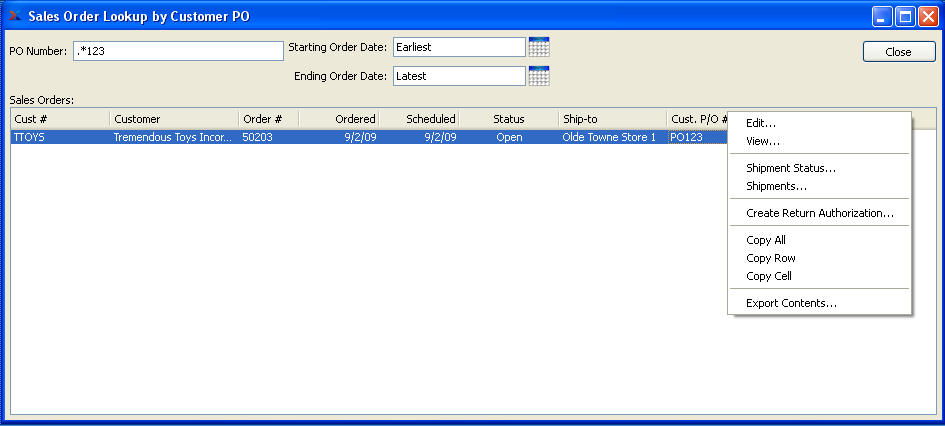 Sales Order Lookup by Customer PO
PO Number: .*123
Starting Order Date: Earliest
Close
Ending Order Date: Latest
Sales Orders:
Cust # Customer Order # Ordered Scheduled Status Ship-to Cust. P/O #
TTOYS Tremendous Toys Incor... 50203 9/2/09 9/2/09 Open Olde Towne Store 1 PO123
Edit...
View...
Shipment Status...
Shipments...
Create Return Authorization...
Copy All
Copy Row
Copy Cell
Export Contents...